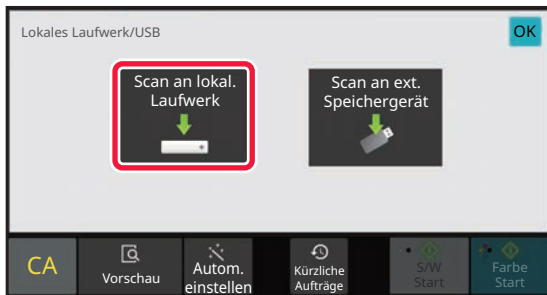 Lokales Laufwerk/USB
OK
Scan an lokal.
Laufwerk
Scan an ext.
Speichergerät
CA
Vorschau
Autom.
einstellen
Kürzliche
Aufträge
S/W
Start
Farbe
Start